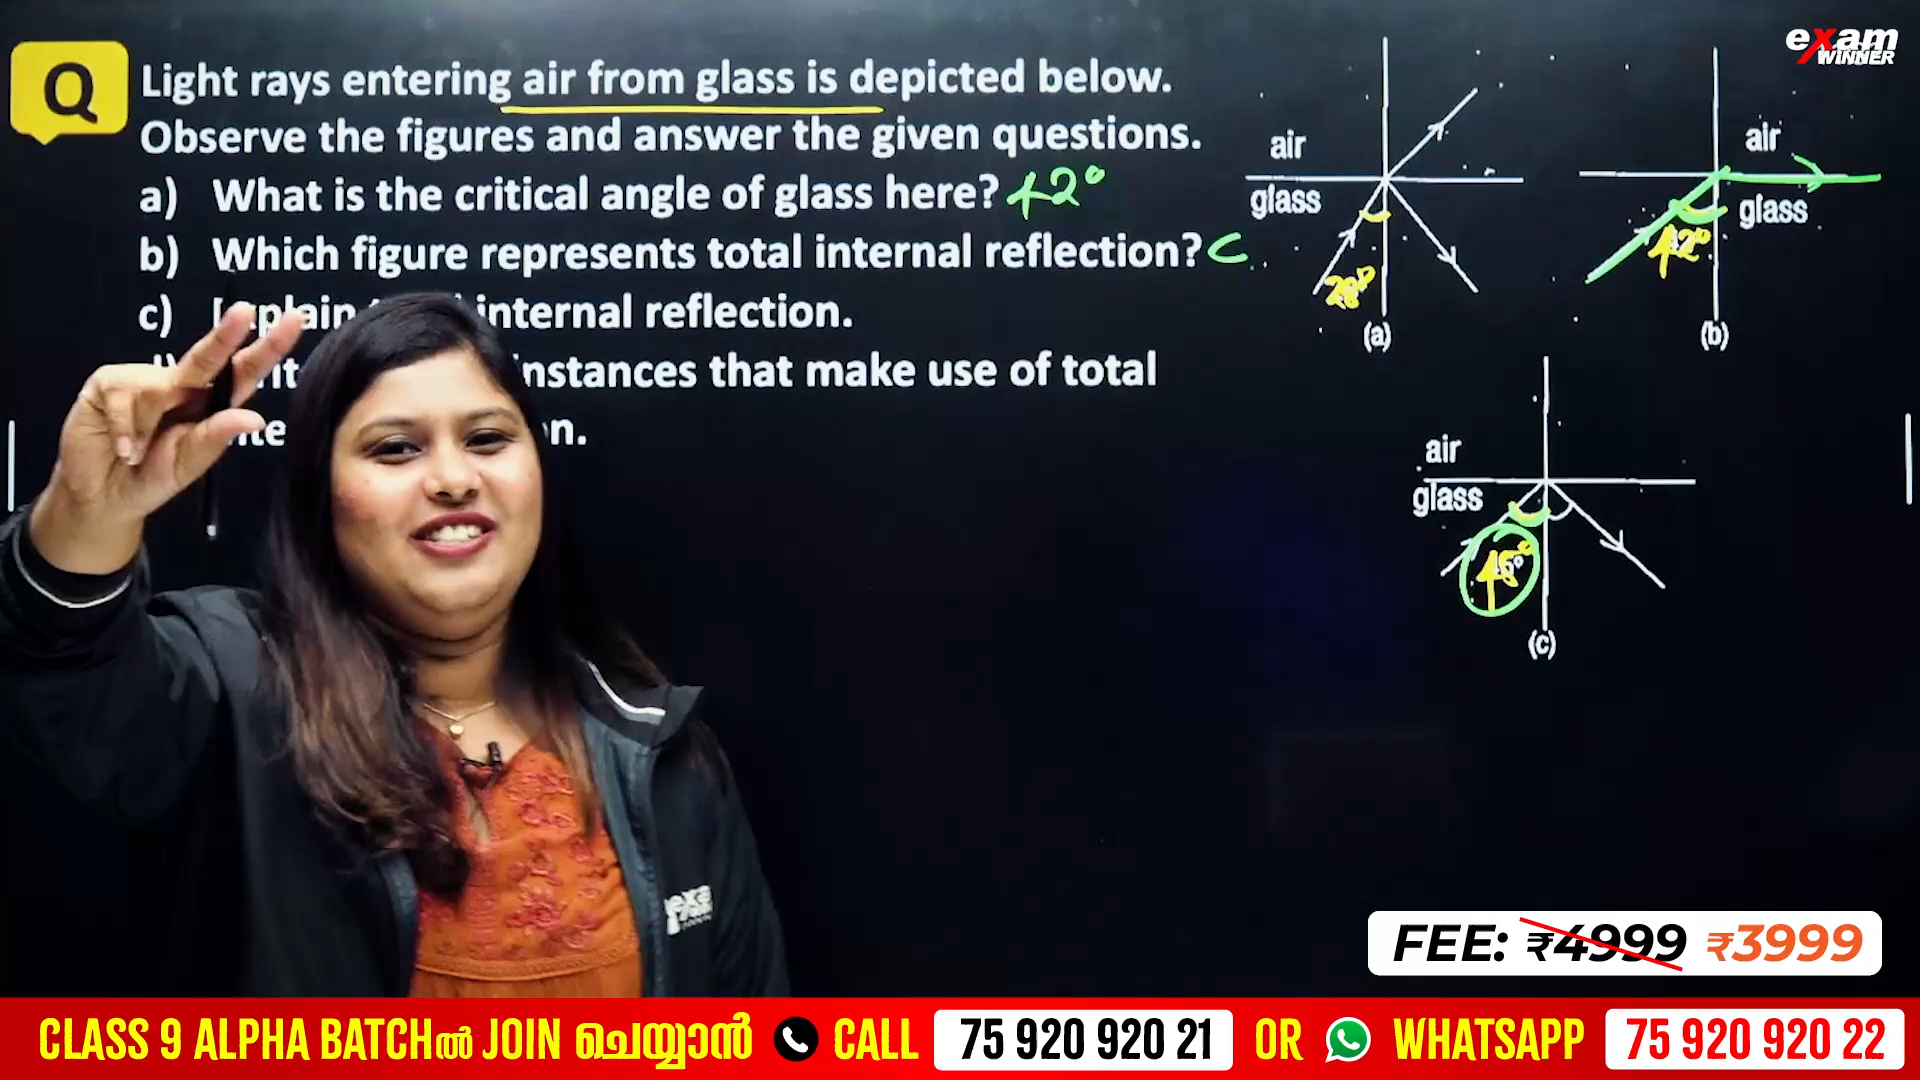 exam
WINNER
Q
Light rays entering air from glass is depicted below.
Observe the figures and answer the given questions.
a) What is the critical angle of glass here? 42°
b) Which figure represents total internal reflection? C
c) internal reflection.
instances that make use of total
n.
air
glass
28°
(a)
air
glass
42°
(b)
air
glass
45°
(c)
exam
FEE: ₹4999 ₹3999
CLASS 9 ALPHA BATCHൽ JOIN ചെയ്യാൻ CALL 75 920 920 21 OR WHATSAPP 75 920 920 22